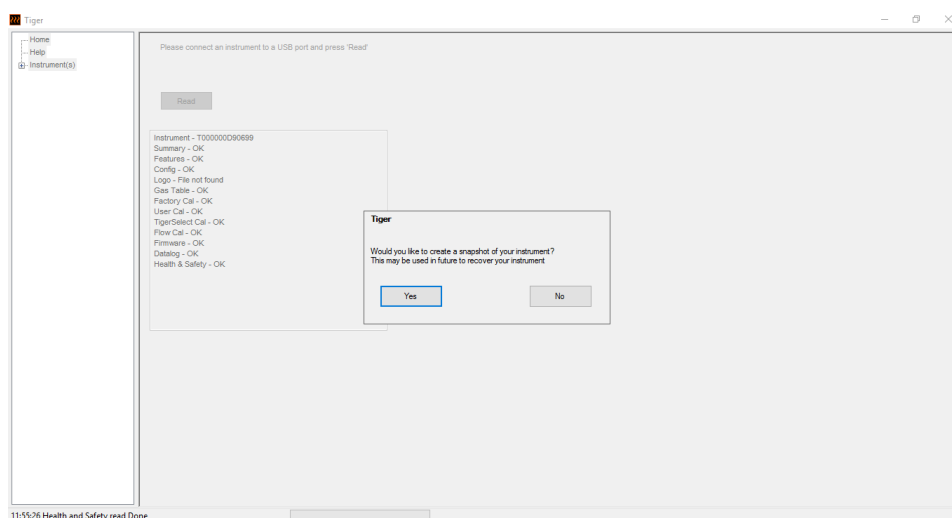 Tiger
Home
Help
Instrument(s)
Please connect an instrument to a USB port and press 'Read'
Read
Instrument - T000000D90699
Summary - OK
Features - OK
Config - OK
Logo - File not found
Gas Table - OK
Factory Cal - OK
User Cal - OK
TigerSelect Cal - OK
Flow Cal - OK
Firmware - OK
Datalog - OK
Health & Safety - OK
Tiger
Would you like to create a snapshot of your instrument?
This may be used in future to recover your instrument
Yes
No
11:55:26 Health and Safety read Done